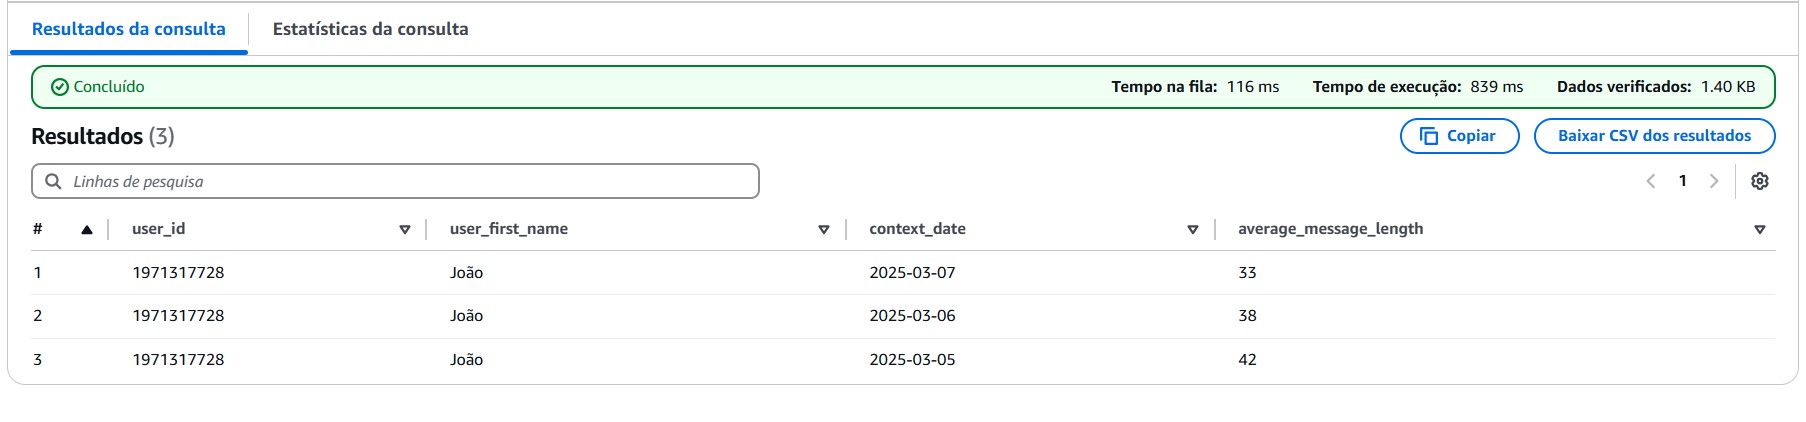 Resultados da consulta Estatísticas da consulta
Concluído Tempo na fila: 116 ms Tempo de execução: 839 ms Dados verificados: 1.40 KB
Resultados (3) Copiar Baixar CSV dos resultados
Linhas de pesquisa 1
# user_id user_first_name context_date average_message_length
1 1971317728 João 2025-03-07 33
2 1971317728 João 2025-03-06 38
3 1971317728 João 2025-03-05 42